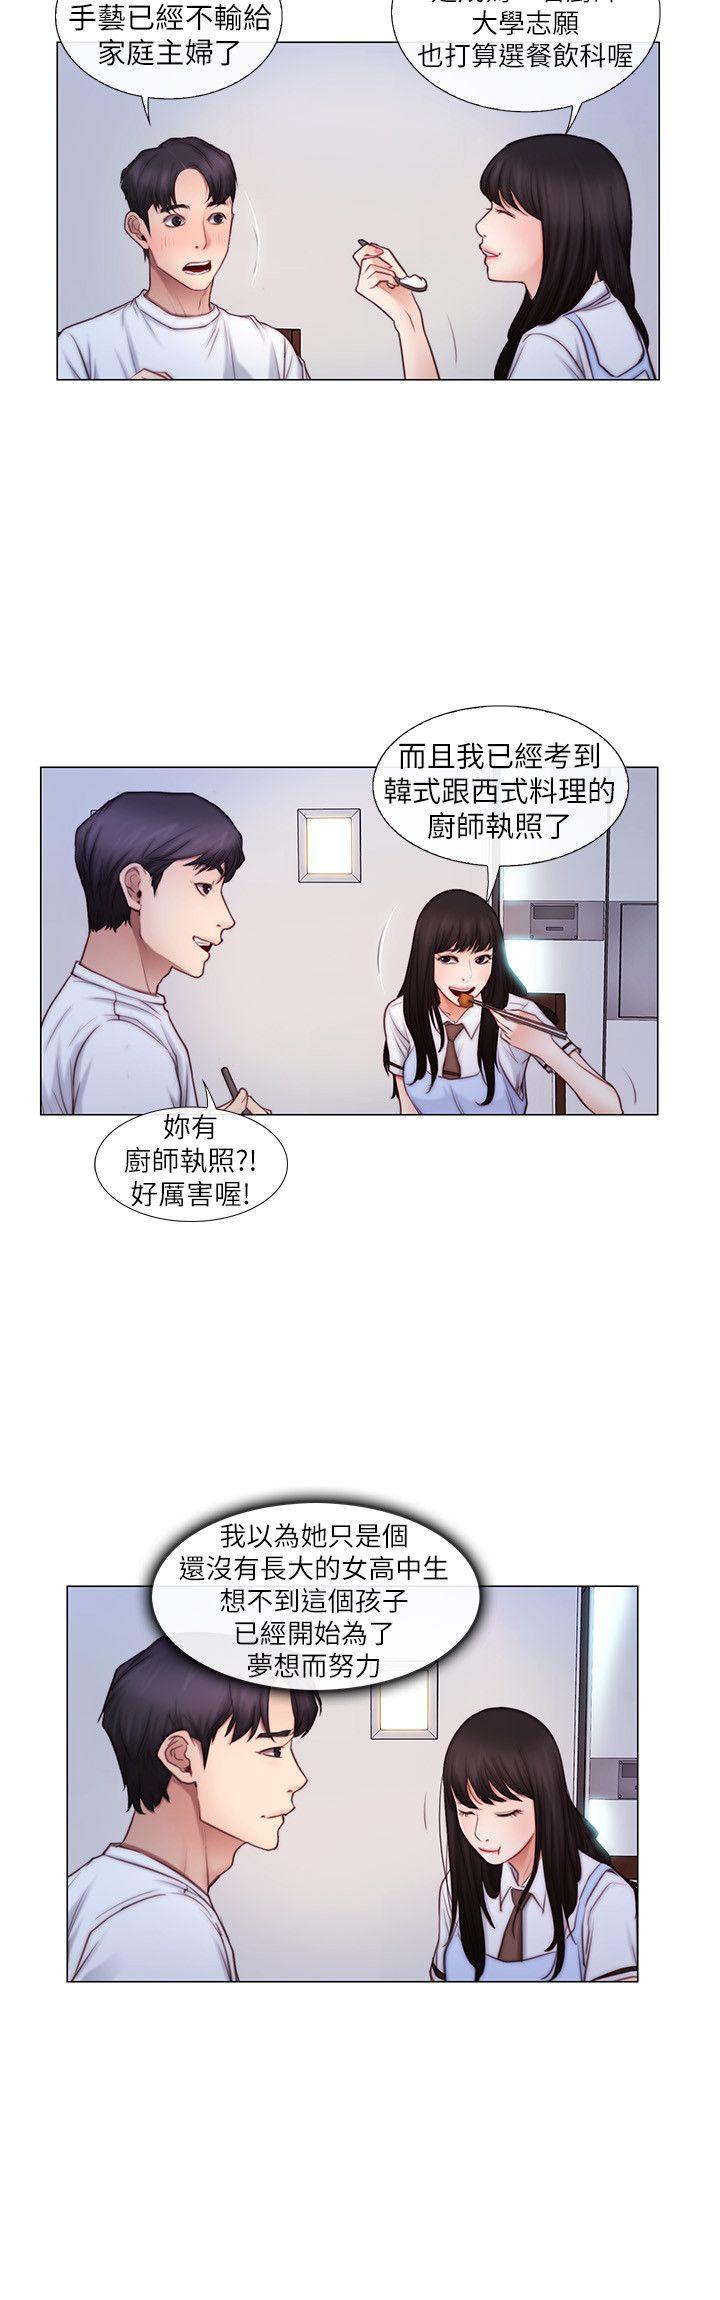 手藝已經不輸給
家庭主婦了
大學志願
也打算選餐飲科喔
而且我已經考到
韓式跟西式料理的
廚師執照了
妳有
廚師執照?!
好厲害喔!
我以為她只是個
還沒有長大的女高中生
想不到這個孩子
已經開始為了
夢想而努力